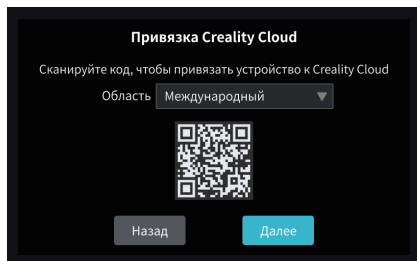 Привязка Creality Cloud
Сканируйте код, чтобы привязать устройство к Creality Cloud
Область Международный
Назад Далее